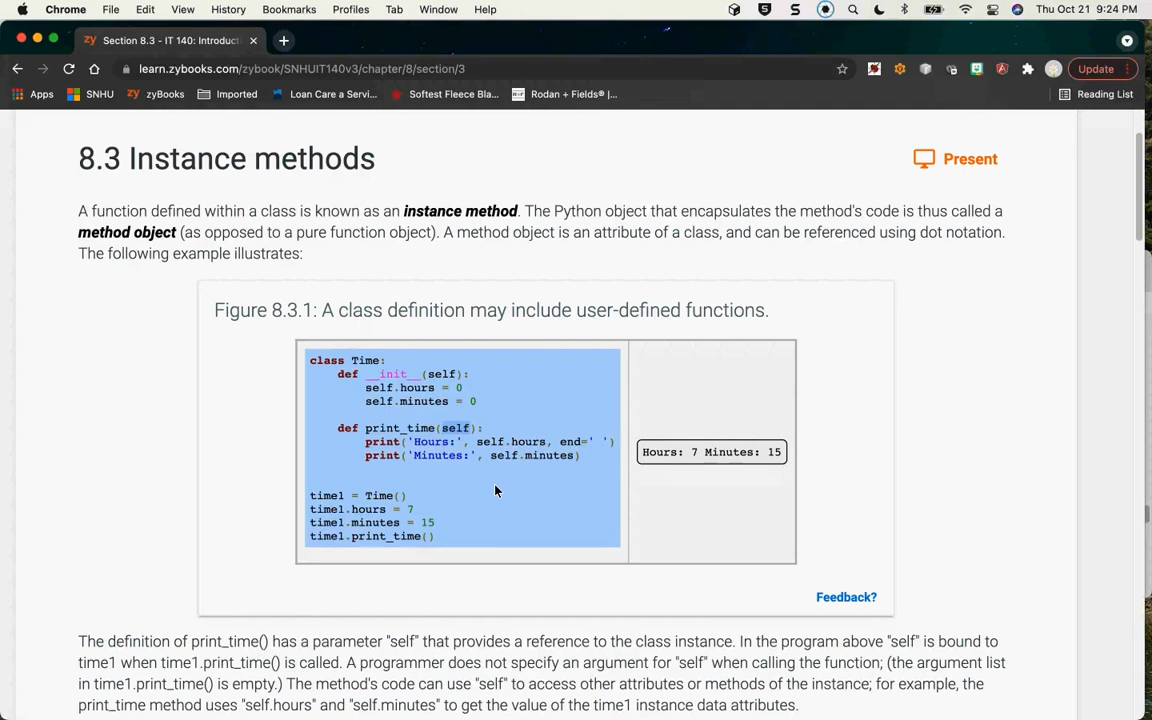 Chrome File Edit View History Bookmarks Profiles Tab Window Help Thu Oct 21 9:24 PM
zy Section 8.3 - IT 140: Introduct
learn.zybooks.com/zybook/SNHUIT140v3/chapter/8/section/3 Update
Apps SNHU zy zyBooks Imported Loan Care a Servi... Softest Fleece Bla... R+F Rodan + Fields® |... Reading List
8.3 Instance methods Present
A function defined within a class is known as an instance method. The Python object that encapsulates the method's code is thus called a
method object (as opposed to a pure function object). A method object is an attribute of a class, and can be referenced using dot notation.
The following example illustrates:
Figure 8.3.1: A class definition may include user-defined functions.
class Time:
    def __init__(self):
        self.hours = 0
        self.minutes = 0
    def print_time(self):
        print('Hours:', self.hours, end=' ')
        print('Minutes:', self.minutes)
time1 = Time()
time1.hours = 7
time1.minutes = 15
time1.print_time()
Hours: 7 Minutes: 15
Feedback?
The definition of print_time() has a parameter "self" that provides a reference to the class instance. In the program above "self" is bound to
time1 when time1.print_time() is called. A programmer does not specify an argument for "self" when calling the function; (the argument list
in time1.print_time() is empty.) The method's code can use "self" to access other attributes or methods of the instance; for example, the
print_time method uses "self.hours" and "self.minutes" to get the value of the time1 instance data attributes.